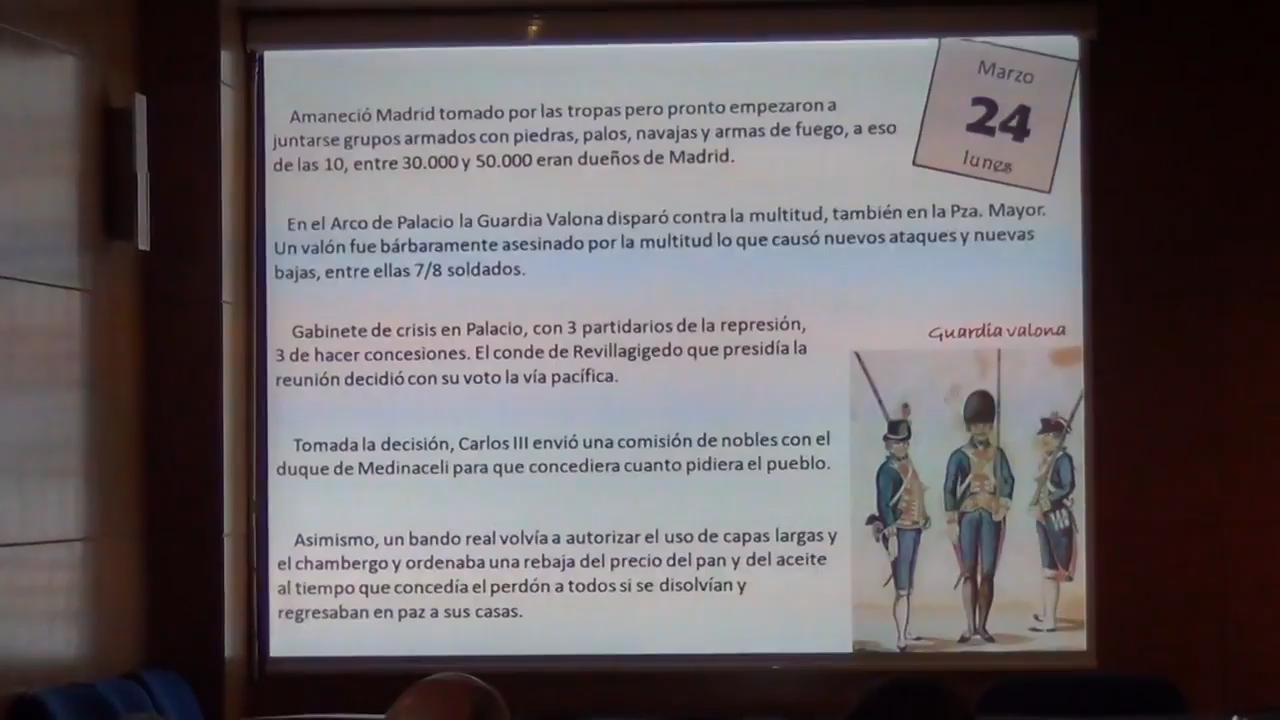 Marzo
24
lunes
Amaneció Madrid tomado por las tropas pero pronto empezaron a
juntarse grupos armados con piedras, palos, navajas y armas de fuego, a eso
de las 10, entre 30.000 y 50.000 eran dueños de Madrid.
En el Arco de Palacio la Guardia Valona disparó contra la multitud, también en la Pza. Mayor.
Un valón fue bárbaramente asesinado por la multitud lo que causó nuevos ataques y nuevas
bajas, entre ellas 7/8 soldados.
Gabinete de crisis en Palacio, con 3 partidarios de la represión,
3 de hacer concesiones. El conde de Revillagigedo que presidía la
reunión decidió con su voto la vía pacífica.
Guardia valona
Tomada la decisión, Carlos III envió una comisión de nobles con el
duque de Medinaceli para que concediera cuanto pidiera el pueblo.
Asimismo, un bando real volvía a autorizar el uso de capas largas y
el chambergo y ordenaba una rebaja del precio del pan y del aceite
al tiempo que concedía el perdón a todos si se disolvían y
regresaban en paz a sus casas.